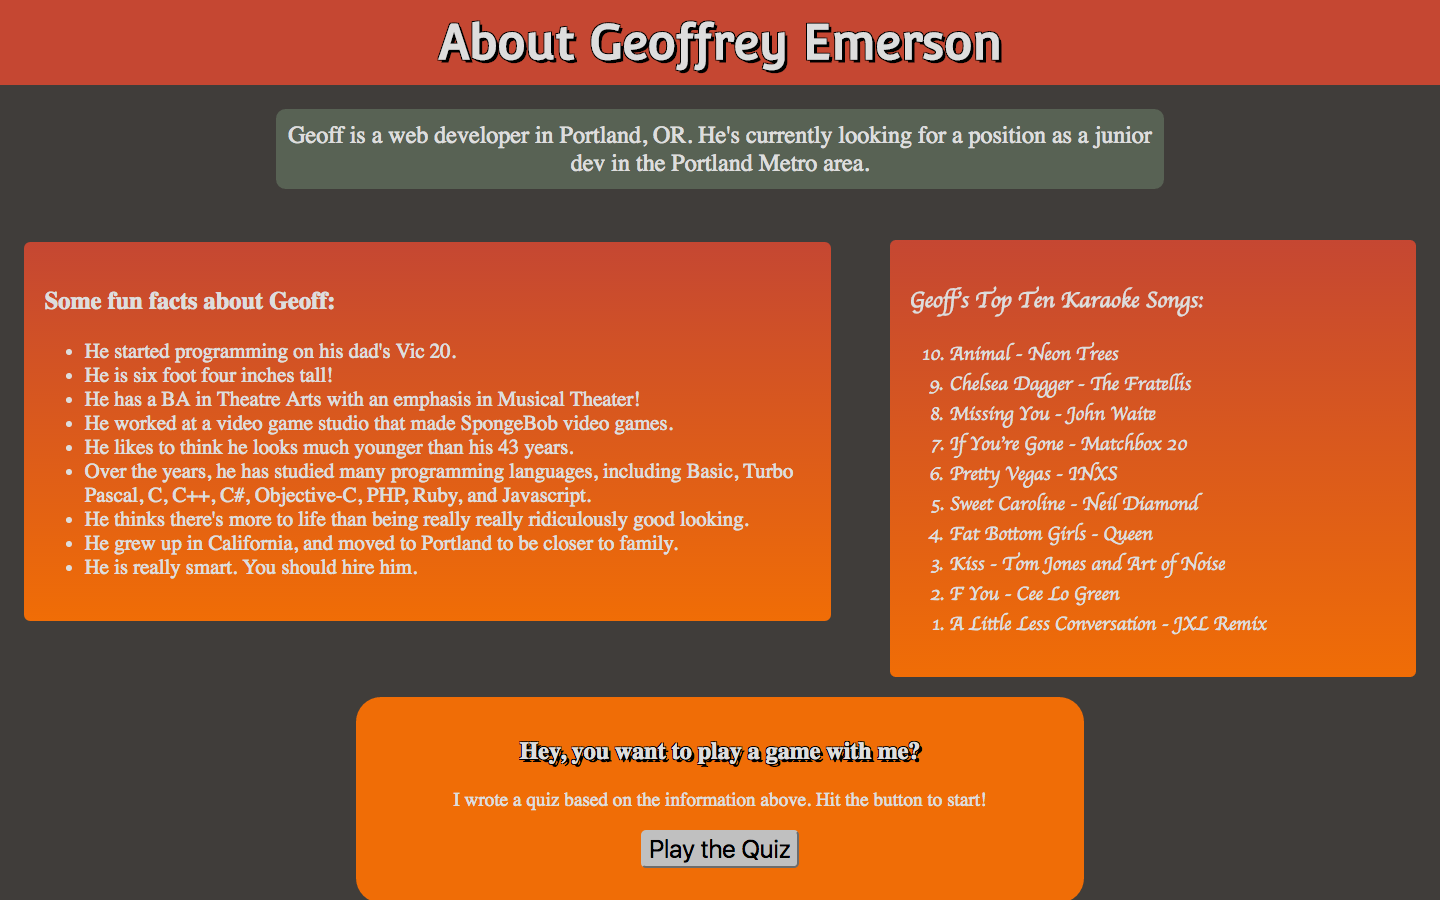 About Geoffrey Emerson
Geoff is a web developer in Portland, OR. He's currently looking for a position as a junior
dev in the Portland Metro area.
Some fun facts about Geoff:
• He started programming on his dad's Vic 20.
• He is six foot four inches tall!
• He has a BA in Theatre Arts with an emphasis in Musical Theater!
• He worked at a video game studio that made SpongeBob video games.
• He likes to think he looks much younger than his 43 years.
• Over the years, he has studied many programming languages, including Basic, Turbo
Pascal, C, C++, C#, Objective-C, PHP, Ruby, and Javascript.
• He thinks there's more to life than being really really ridiculously good looking.
• He grew up in California, and moved to Portland to be closer to family.
• He is really smart. You should hire him.
Geoff's Top Ten Karaoke Songs:
10. Animal - Neon Trees
9. Chelsea Dagger - The Fratellis
8. Missing You - John Waite
7. If You're Gone - Matchbox 20
6. Pretty Vegas - INXS
5. Sweet Caroline - Neil Diamond
4. Fat Bottom Girls - Queen
3. Kiss - Tom Jones and Art of Noise
2. F You - Cee Lo Green
1. A Little Less Conversation - JXL Remix
Hey, you want to play a game with me?
I wrote a quiz based on the information above. Hit the button to start!
Play the Quiz